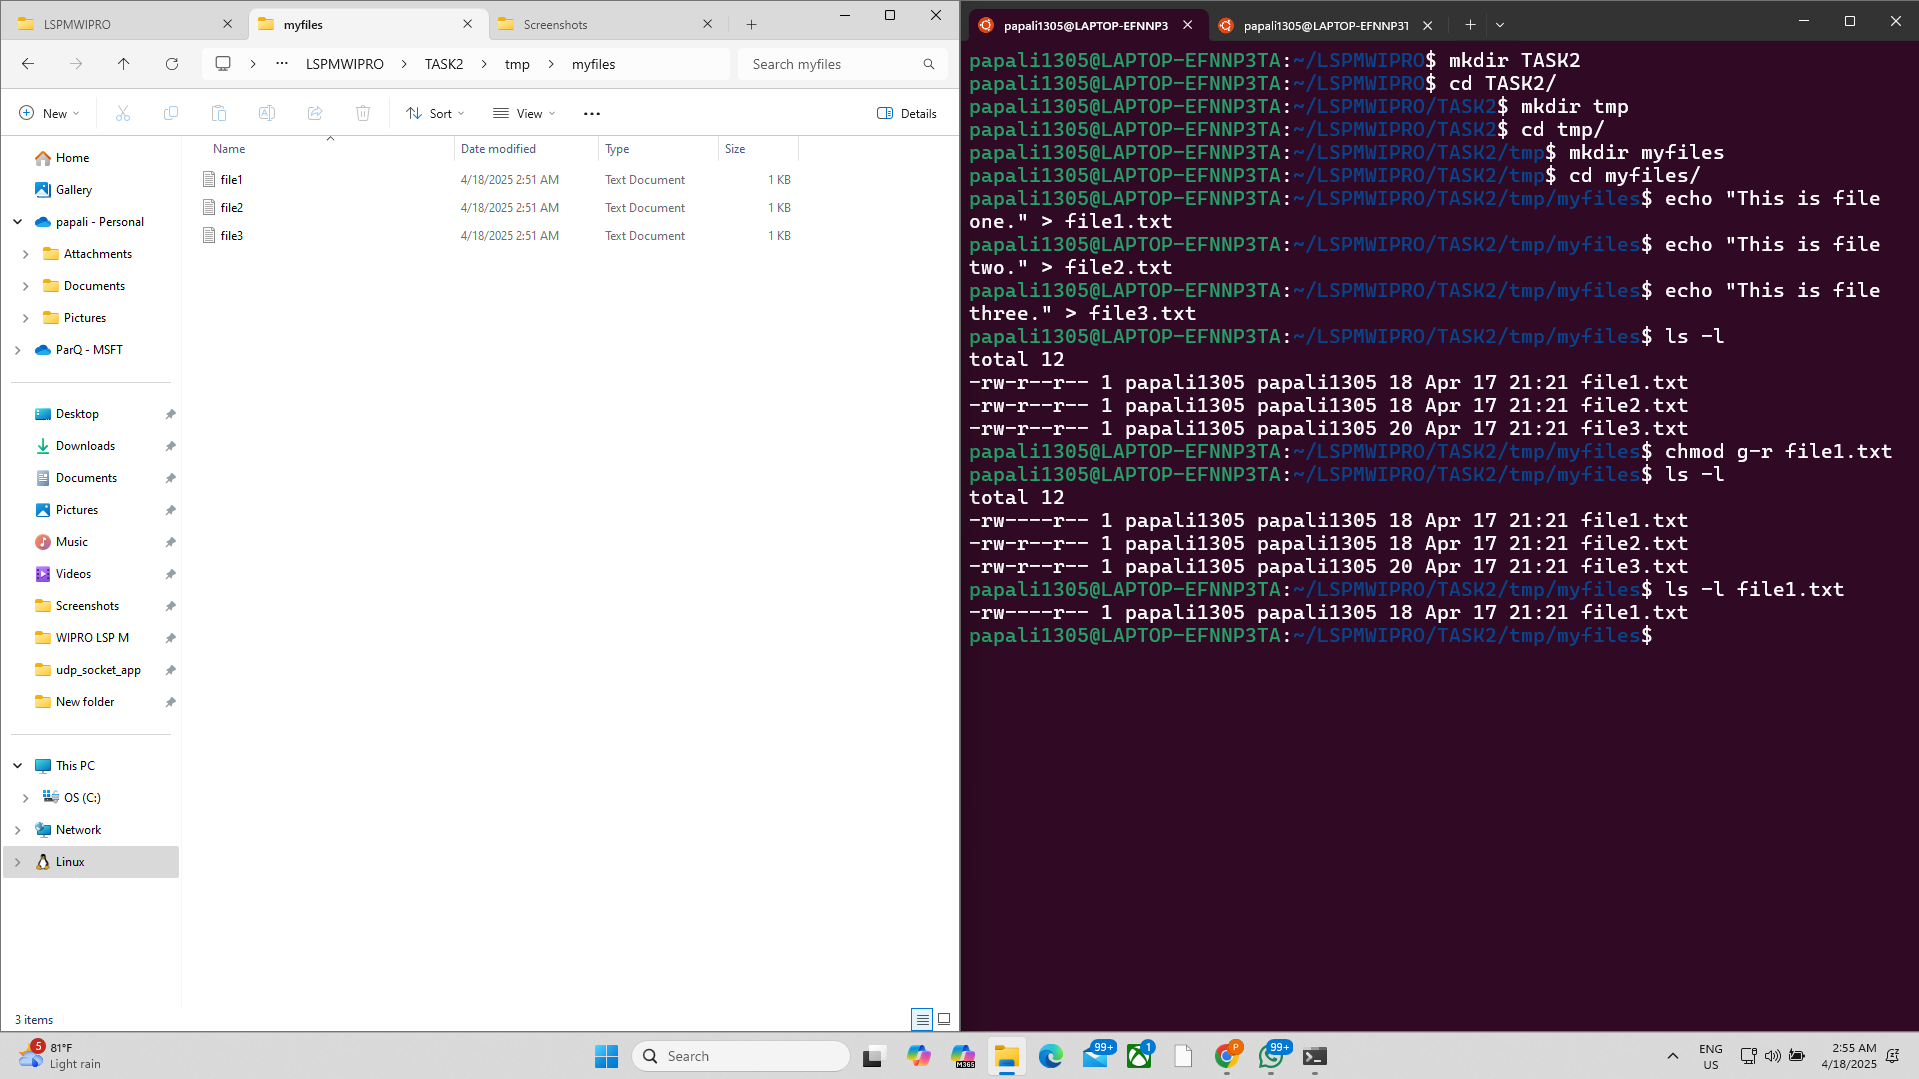 LSPMWIPRO
myfiles
Screenshots
LSPMWIPRO > TASK2 > tmp > myfiles
Search myfiles
New
Sort
View
Details
Name Date modified Type Size
file1 4/18/2025 2:51 AM Text Document 1 KB
file2 4/18/2025 2:51 AM Text Document 1 KB
file3 4/18/2025 2:51 AM Text Document 1 KB
Home
Gallery
papali - Personal
Attachments
Documents
Pictures
ParQ - MSFT
Desktop
Downloads
Documents
Pictures
Music
Videos
Screenshots
WIPRO LSP M
udp_socket_app
New folder
This PC
OS (C:)
Network
Linux
3 items
papali1305@LAPTOP-EFNNP3
papali1305@LAPTOP-EFNNP3T
papali1305@LAPTOP-EFNNP3TA:~/LSPMWIPRO$ mkdir TASK2
papali1305@LAPTOP-EFNNP3TA:~/LSPMWIPRO$ cd TASK2/
papali1305@LAPTOP-EFNNP3TA:~/LSPMWIPRO/TASK2$ mkdir tmp
papali1305@LAPTOP-EFNNP3TA:~/LSPMWIPRO/TASK2$ cd tmp/
papali1305@LAPTOP-EFNNP3TA:~/LSPMWIPRO/TASK2/tmp$ mkdir myfiles
papali1305@LAPTOP-EFNNP3TA:~/LSPMWIPRO/TASK2/tmp$ cd myfiles/
papali1305@LAPTOP-EFNNP3TA:~/LSPMWIPRO/TASK2/tmp/myfiles$ echo "This is file
one." > file1.txt
papali1305@LAPTOP-EFNNP3TA:~/LSPMWIPRO/TASK2/tmp/myfiles$ echo "This is file
two." > file2.txt
papali1305@LAPTOP-EFNNP3TA:~/LSPMWIPRO/TASK2/tmp/myfiles$ echo "This is file
three." > file3.txt
papali1305@LAPTOP-EFNNP3TA:~/LSPMWIPRO/TASK2/tmp/myfiles$ ls -l
total 12
-rw-r--r-- 1 papali1305 papali1305 18 Apr 17 21:21 file1.txt
-rw-r--r-- 1 papali1305 papali1305 18 Apr 17 21:21 file2.txt
-rw-r--r-- 1 papali1305 papali1305 20 Apr 17 21:21 file3.txt
papali1305@LAPTOP-EFNNP3TA:~/LSPMWIPRO/TASK2/tmp/myfiles$ chmod g-r file1.txt
papali1305@LAPTOP-EFNNP3TA:~/LSPMWIPRO/TASK2/tmp/myfiles$ ls -l
total 12
-rw----r-- 1 papali1305 papali1305 18 Apr 17 21:21 file1.txt
-rw-r--r-- 1 papali1305 papali1305 18 Apr 17 21:21 file2.txt
-rw-r--r-- 1 papali1305 papali1305 20 Apr 17 21:21 file3.txt
papali1305@LAPTOP-EFNNP3TA:~/LSPMWIPRO/TASK2/tmp/myfiles$ ls -l file1.txt
-rw----r-- 1 papali1305 papali1305 18 Apr 17 21:21 file1.txt
papali1305@LAPTOP-EFNNP3TA:~/LSPMWIPRO/TASK2/tmp/myfiles$
5
81°F
Light rain
Search
M365
99+
1
P
99+
ENG
US
2:55 AM
4/18/2025